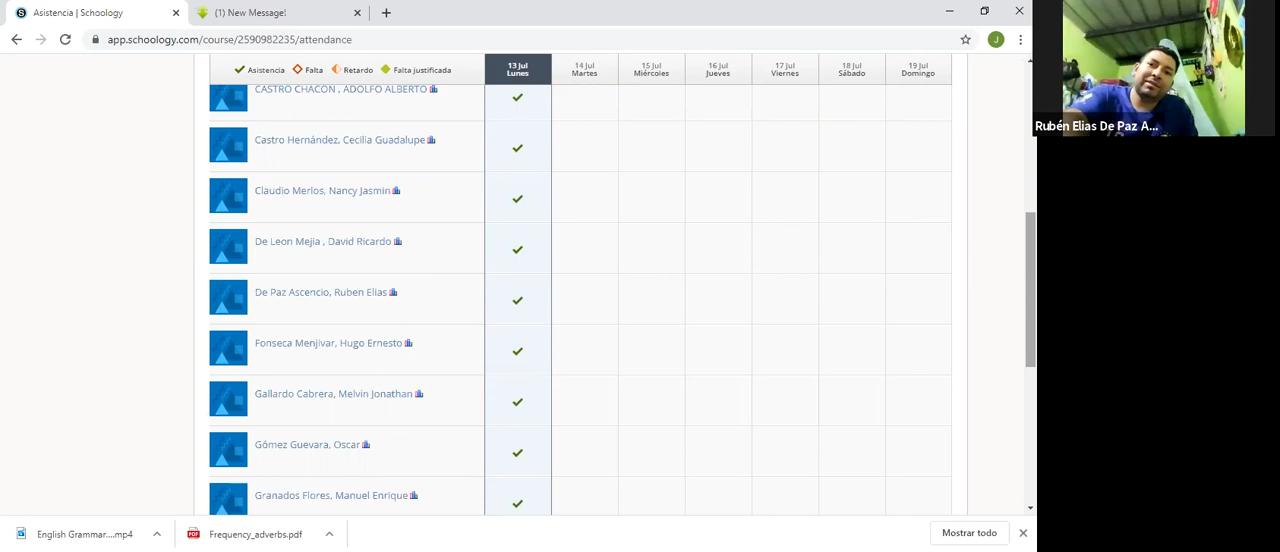 Asistencia | Schoology
(1) New Message!
app.schoology.com/course/2590982235/attendance
Asistencia Falta Retardo Falta justificada
13 Jul Lunes
14 Jul Martes
15 Jul Miércoles
16 Jul Jueves
17 Jul Viernes
18 Jul Sábado
19 Jul Domingo
CASTRO CHACÓN , ADOLFO ALBERTO
Castro Hernández, Cecilia Guadalupe
Claudio Merlos, Nancy Jasmin
De Leon Mejia , David Ricardo
De Paz Ascencio, Ruben Elias
Fonseca Menjivar, Hugo Ernesto
Gallardo Cabrera, Melvin Jonathan
Gómez Guevara, Oscar
Granados Flores, Manuel Enrique
English Grammar....mp4
Frequency_adverbs.pdf
Mostrar todo
J
Rubén Elias De Paz A...